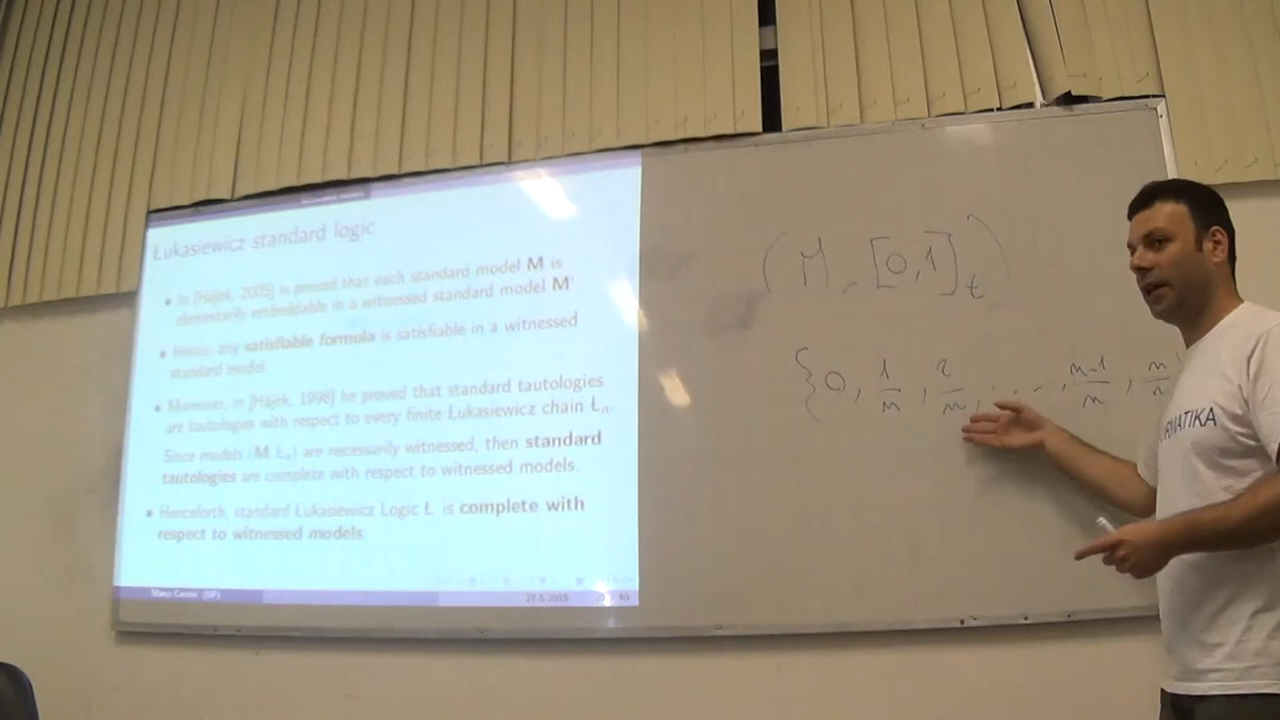 Łukasiewicz standard logic
• In [Hájek, 2005] is proved that each standard model M is
elementarily embeddable in a witnessed standard model M'
• Hence, any satisfiable formula is satisfiable in a witnessed
standard model.
• Moreover, in [Hájek, 1998] he proved that standard tautologies
are tautologies with respect to every finite Łukasiewicz chain Łn.
Since models (M, Łn) are necessarily witnessed, then standard
tautologies are complete with respect to witnessed models.
• Henceforth, standard Łukasiewicz Logic Ł is complete with
respect to witnessed models.
27.5.2015
(M, [0,1]t)
{0, 1/n, 2/n, ...., n-1/n, n/n
RMATIKA